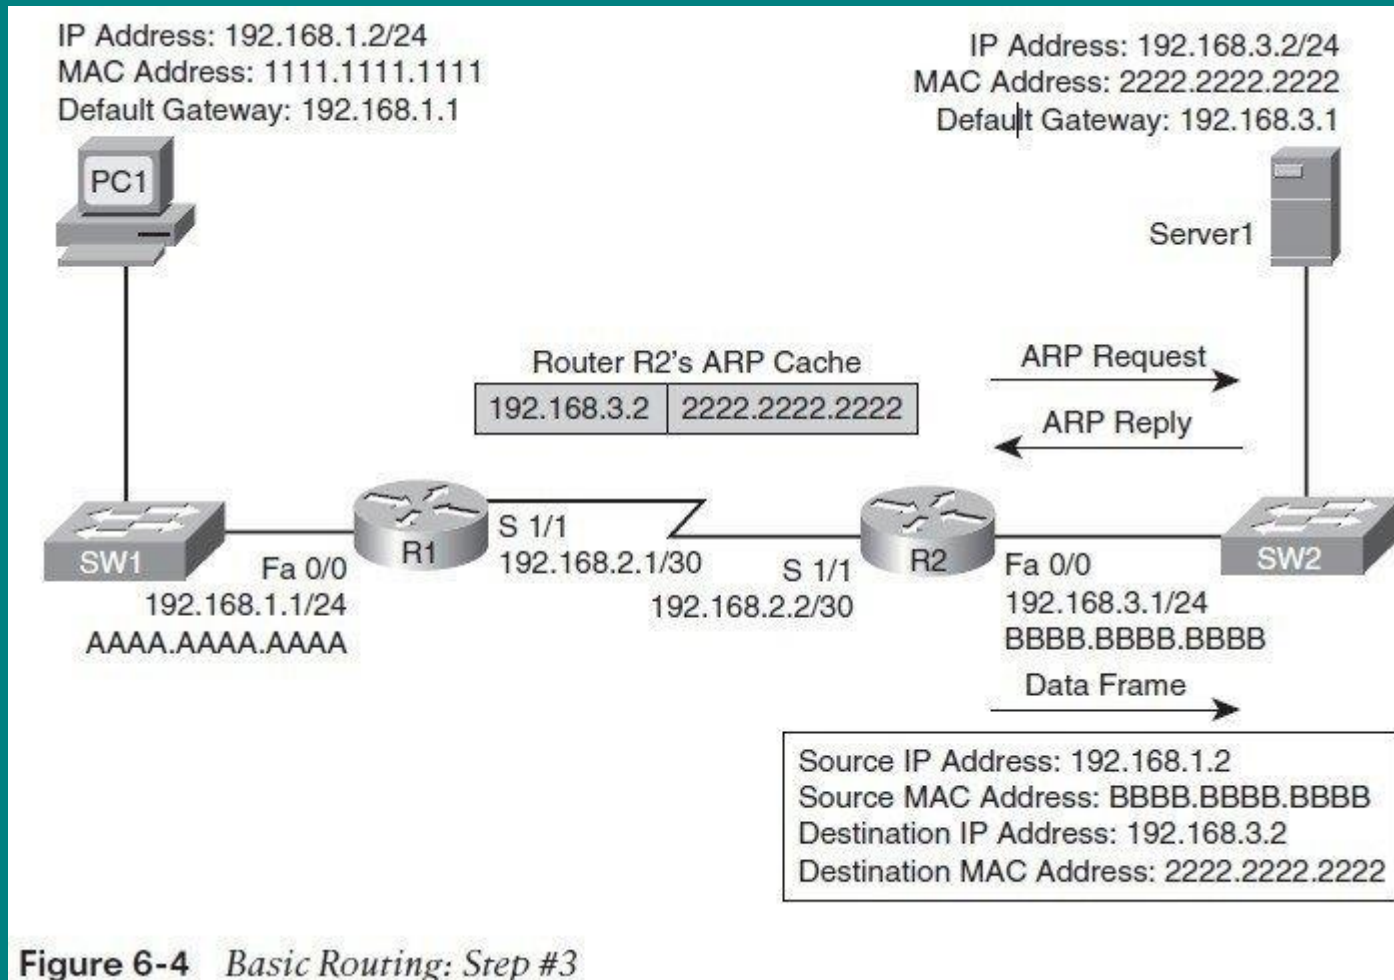 IP Address: 192.168.1.2/24
MAC Address: 1111.1111.1111
Default Gateway: 192.168.1.1
IP Address: 192.168.3.2/24
MAC Address: 2222.2222.2222
Default Gateway: 192.168.3.1
PC1
Server1
Router R2's ARP Cache
192.168.3.2
2222.2222.2222
ARP Request
ARP Reply
SW1
Fa 0/0
192.168.1.1/24
AAAA.AAAA.AAAA
R1
S 1/1
192.168.2.1/30
S 1/1
192.168.2.2/30
R2
Fa 0/0
192.168.3.1/24
BBBB.BBBB.BBBB
SW2
Data Frame
Source IP Address: 192.168.1.2
Source MAC Address: BBBB.BBBB.BBBB
Destination IP Address: 192.168.3.2
Destination MAC Address: 2222.2222.2222
Figure 6-4 Basic Routing: Step #3